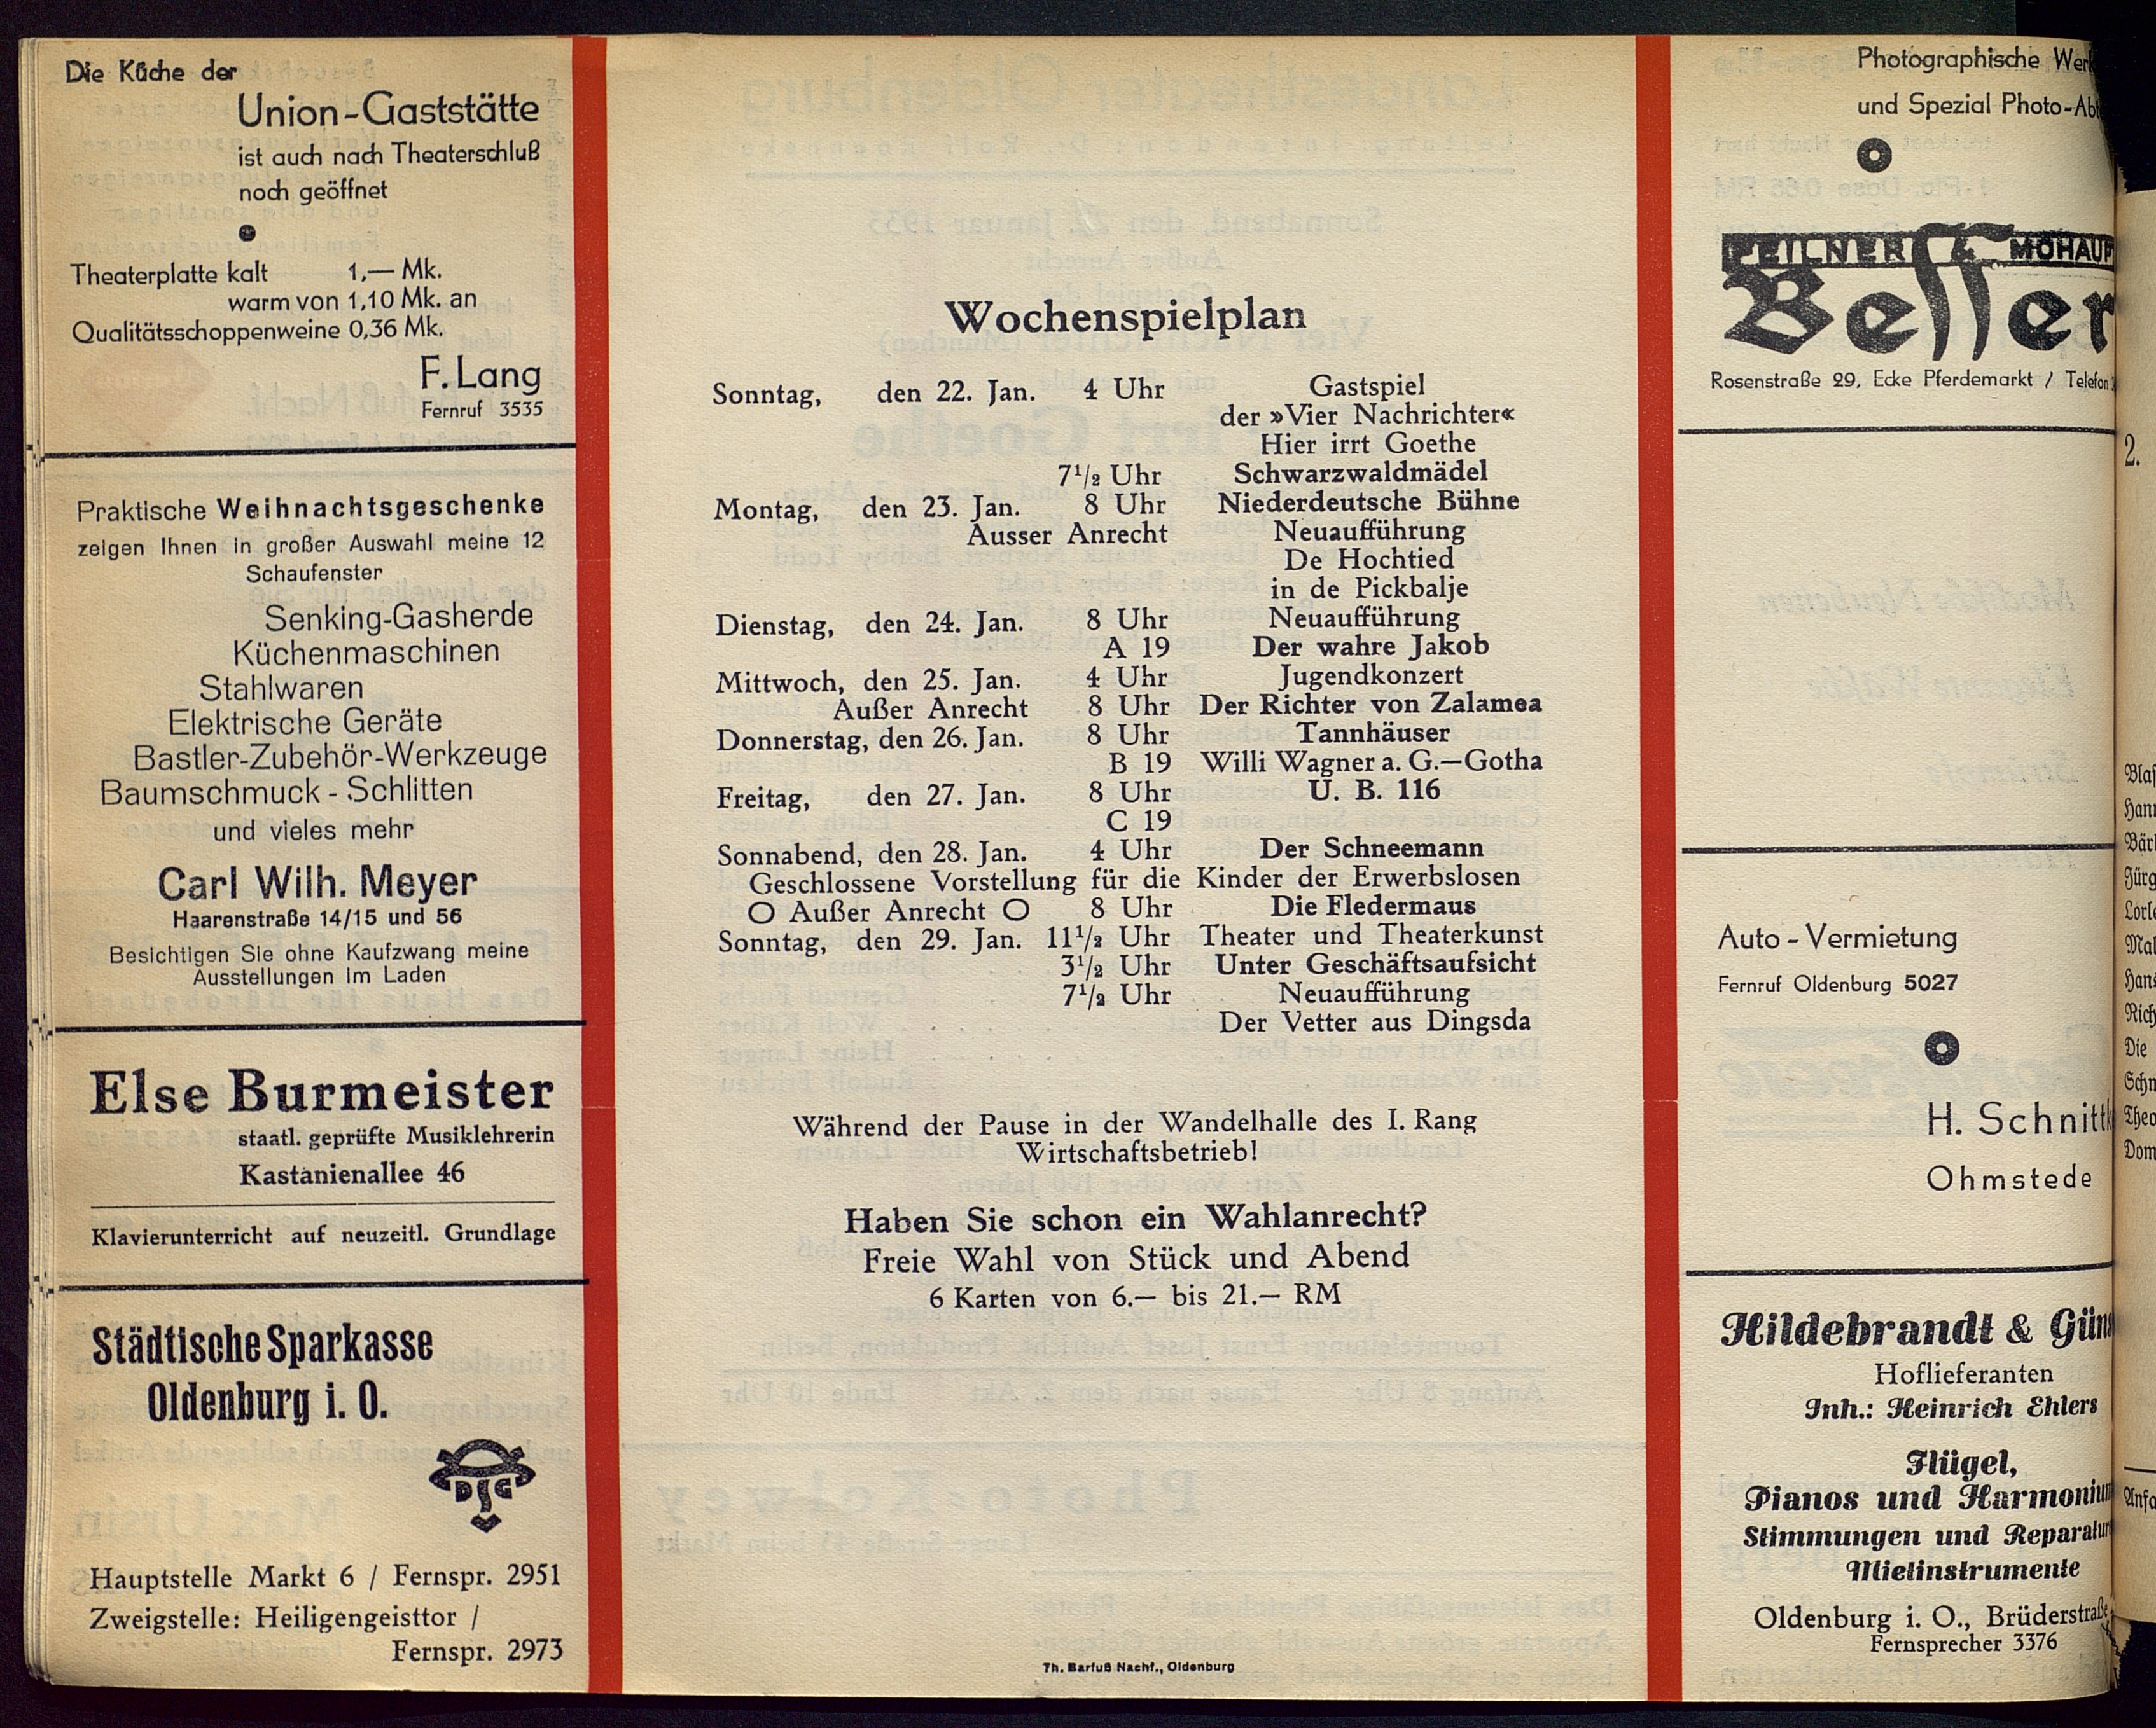 Die Küche der
Union-Gaststätte
ist auch nach Theaterschluß
noch geöffnet
Theaterplatte kalt 1,— Mk.
warm von 1,10 Mk. an
Qualitätsschoppenweine 0,36 Mk.
F. Lang
Fernruf 3535
Praktische Weihnachtsgeschenke
zeigen Ihnen in großer Auswahl meine 12
Schaufenster
Senking-Gasherde
Küchenmaschinen
Stahlwaren
Elektrische Geräte
Bastler-Zubehör-Werkzeuge
Baumschmuck - Schlitten
und vieles mehr
Carl Wilh. Meyer
Haarenstraße 14/15 und 56
Besichtigen Sie ohne Kaufzwang meine
Ausstellungen im Laden
Else Burmeister
staatl. geprüfte Musiklehrerin
Kastanienallee 46
Klavierunterricht auf neuzeitl. Grundlage
Städtische Sparkasse
Oldenburg i. O.
DSG
Hauptstelle Markt 6 / Fernspr. 2951
Zweigstelle: Heiligengeisttor /
Fernspr. 2973
Wochenspielplan
Sonntag, den 22. Jan. 4 Uhr Gastspiel
der »Vier Nachrichter«
Hier irrt Goethe
7 1/2 Uhr Schwarzwaldmädel
Montag, den 23. Jan. 8 Uhr Niederdeutsche Bühne
Ausser Anrecht Neuaufführung
De Hochtied
in de Pickbalje
Dienstag, den 24. Jan. 8 Uhr Neuaufführung
A 19 Der wahre Jakob
Mittwoch, den 25. Jan. 4 Uhr Jugendkonzert
Außer Anrecht 8 Uhr Der Richter von Zalamea
Donnerstag, den 26. Jan. 8 Uhr Tannhäuser
B 19 Willi Wagner a. G.—Gotha
Freitag, den 27. Jan. 8 Uhr U. B. 116
C 19
Sonnabend, den 28. Jan. 4 Uhr Der Schneemann
Geschlossene Vorstellung für die Kinder der Erwerbslosen
O Außer Anrecht O 8 Uhr Die Fledermaus
Sonntag, den 29. Jan. 11 1/2 Uhr Theater und Theaterkunst
3 1/2 Uhr Unter Geschäftsaufsicht
7 1/2 Uhr Neuaufführung
Der Vetter aus Dingsda
Während der Pause in der Wandelhalle des I. Rang
Wirtschaftsbetrieb!
Haben Sie schon ein Wahlanrecht?
Freie Wahl von Stück und Abend
6 Karten von 6.— bis 21.— RM
Th. Barfuß Nachf., Oldenburg
Photographische
und Spezial
&
Besser
Rosenstraße 29, Ecke Pferdemarkt / Telefon
Auto - Vermietung
Fernruf Oldenburg 5027
H.
Ohmstede
Hildebrandt &
Hoflieferanten
Inh.: Heinrich Ehlers
Flügel,
Pianos und
Stimmungen und
Mietinstrumente
Oldenburg i. O.,
Fernsprecher 3376
2.
Die